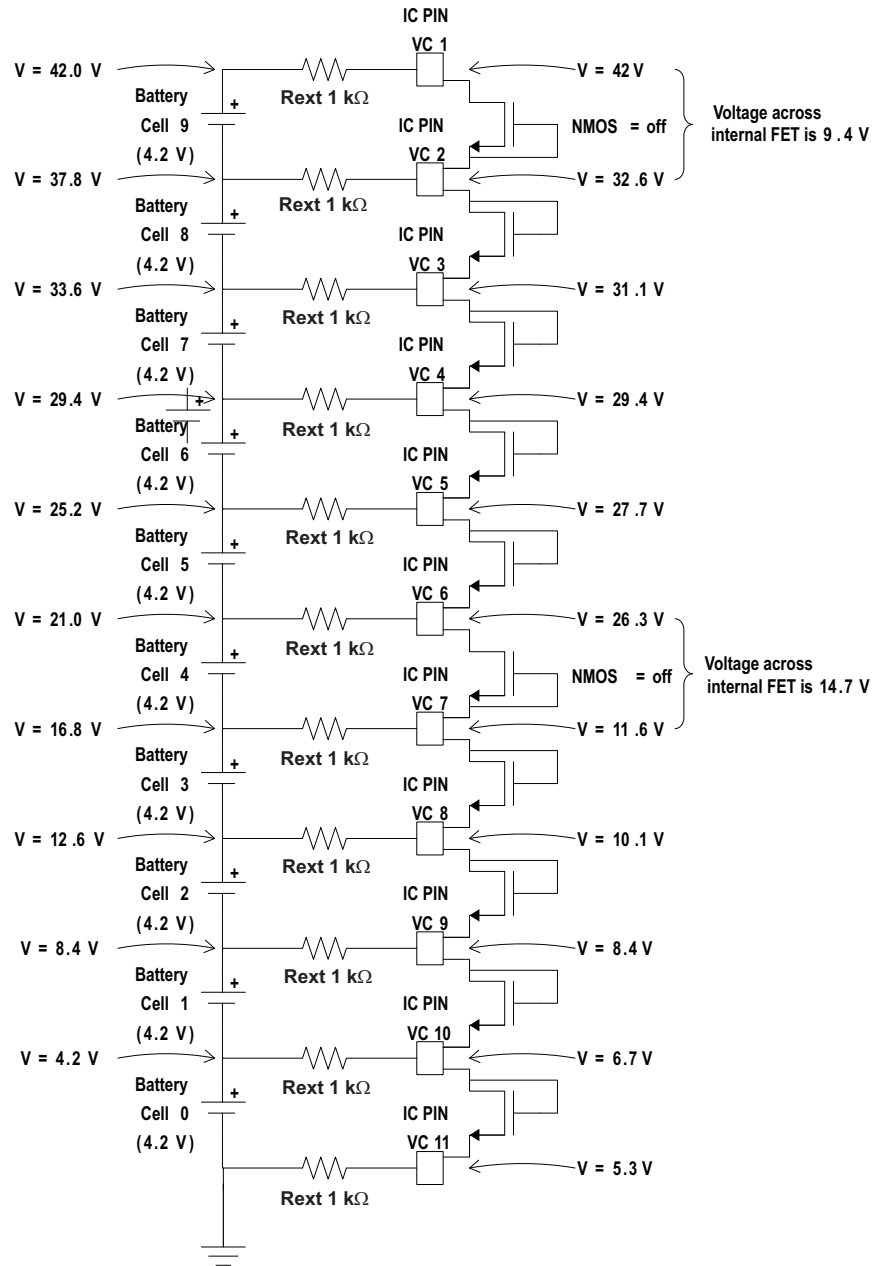 IC PIN
VC 1
V = 42.0 V
V = 42 V
Rext 1 kΩ
Battery
Cell 9
(4.2 V)
NMOS = off
Voltage across
internal FET is 9 . 4 V
IC PIN
VC 2
V = 37.8 V
V = 32.6 V
Rext 1 kΩ
Battery
Cell 8
(4.2 V)
IC PIN
VC 3
V = 33.6 V
V = 31.1 V
Rext 1 kΩ
Battery
Cell 7
(4.2 V)
IC PIN
VC 4
V = 29.4 V
V = 29.4 V
Rext 1 kΩ
Battery
Cell 6
(4.2 V)
IC PIN
VC 5
V = 25.2 V
V = 27.7 V
Rext 1 kΩ
Battery
Cell 5
(4.2 V)
IC PIN
VC 6
V = 21.0 V
V = 26.3 V
Rext 1 kΩ
Battery
Cell 4
(4.2 V)
NMOS = off
Voltage across
internal FET is 14.7 V
IC PIN
VC 7
V = 16.8 V
V = 11.6 V
Rext 1 kΩ
Battery
Cell 3
(4.2 V)
IC PIN
VC 8
V = 12.6 V
V = 10.1 V
Rext 1 kΩ
Battery
Cell 2
(4.2 V)
IC PIN
VC 9
V = 8.4 V
V = 8.4 V
Rext 1 kΩ
Battery
Cell 1
(4.2 V)
IC PIN
VC 10
V = 4.2 V
V = 6.7 V
Rext 1 kΩ
Battery
Cell 0
(4.2 V)
IC PIN
VC 11
V = 5.3 V
Rext 1 kΩ